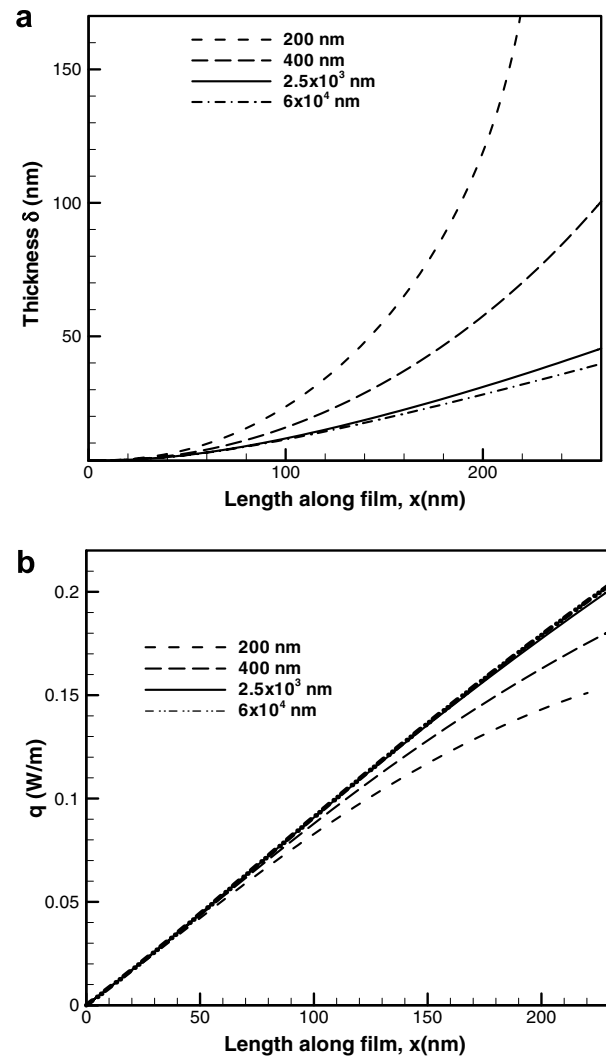 a
200 nm
400 nm
2.5x10³ nm
6x10⁴ nm
150
100
50
Thickness δ (nm)
0
100
200
Length along film, x(nm)
b
200 nm
400 nm
2.5x10³ nm
6x10⁴ nm
0.2
0.15
0.1
0.05
0
q (W/m)
0
50
100
150
200
Length along film, x(nm)